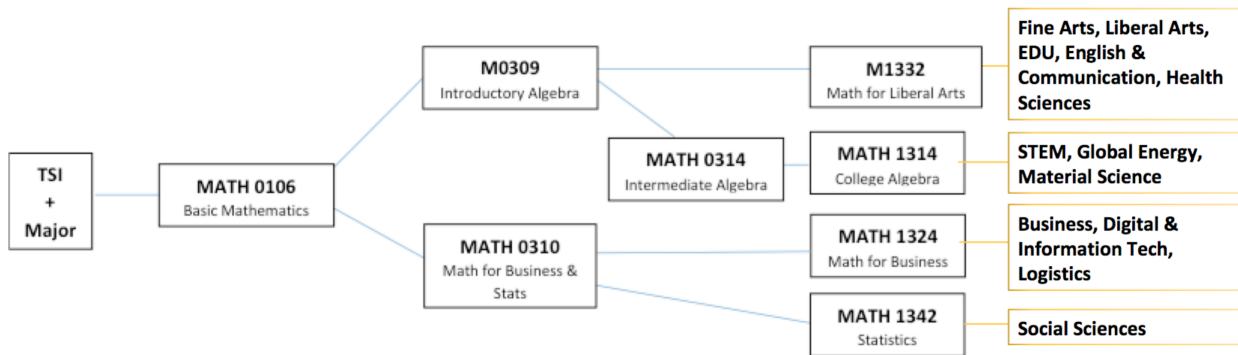 TSI
+
Major
MATH 0106
Basic Mathematics
M0309
Introductory Algebra
MATH 0310
Math for Business &
Stats
MATH 0314
Intermediate Algebra
M1332
Math for Liberal Arts
MATH 1314
College Algebra
MATH 1324
Math for Business
MATH 1342
Statistics
Fine Arts, Liberal Arts,
EDU, English &
Communication, Health
Sciences
STEM, Global Energy,
Material Science
Business, Digital &
Information Tech,
Logistics
Social Sciences